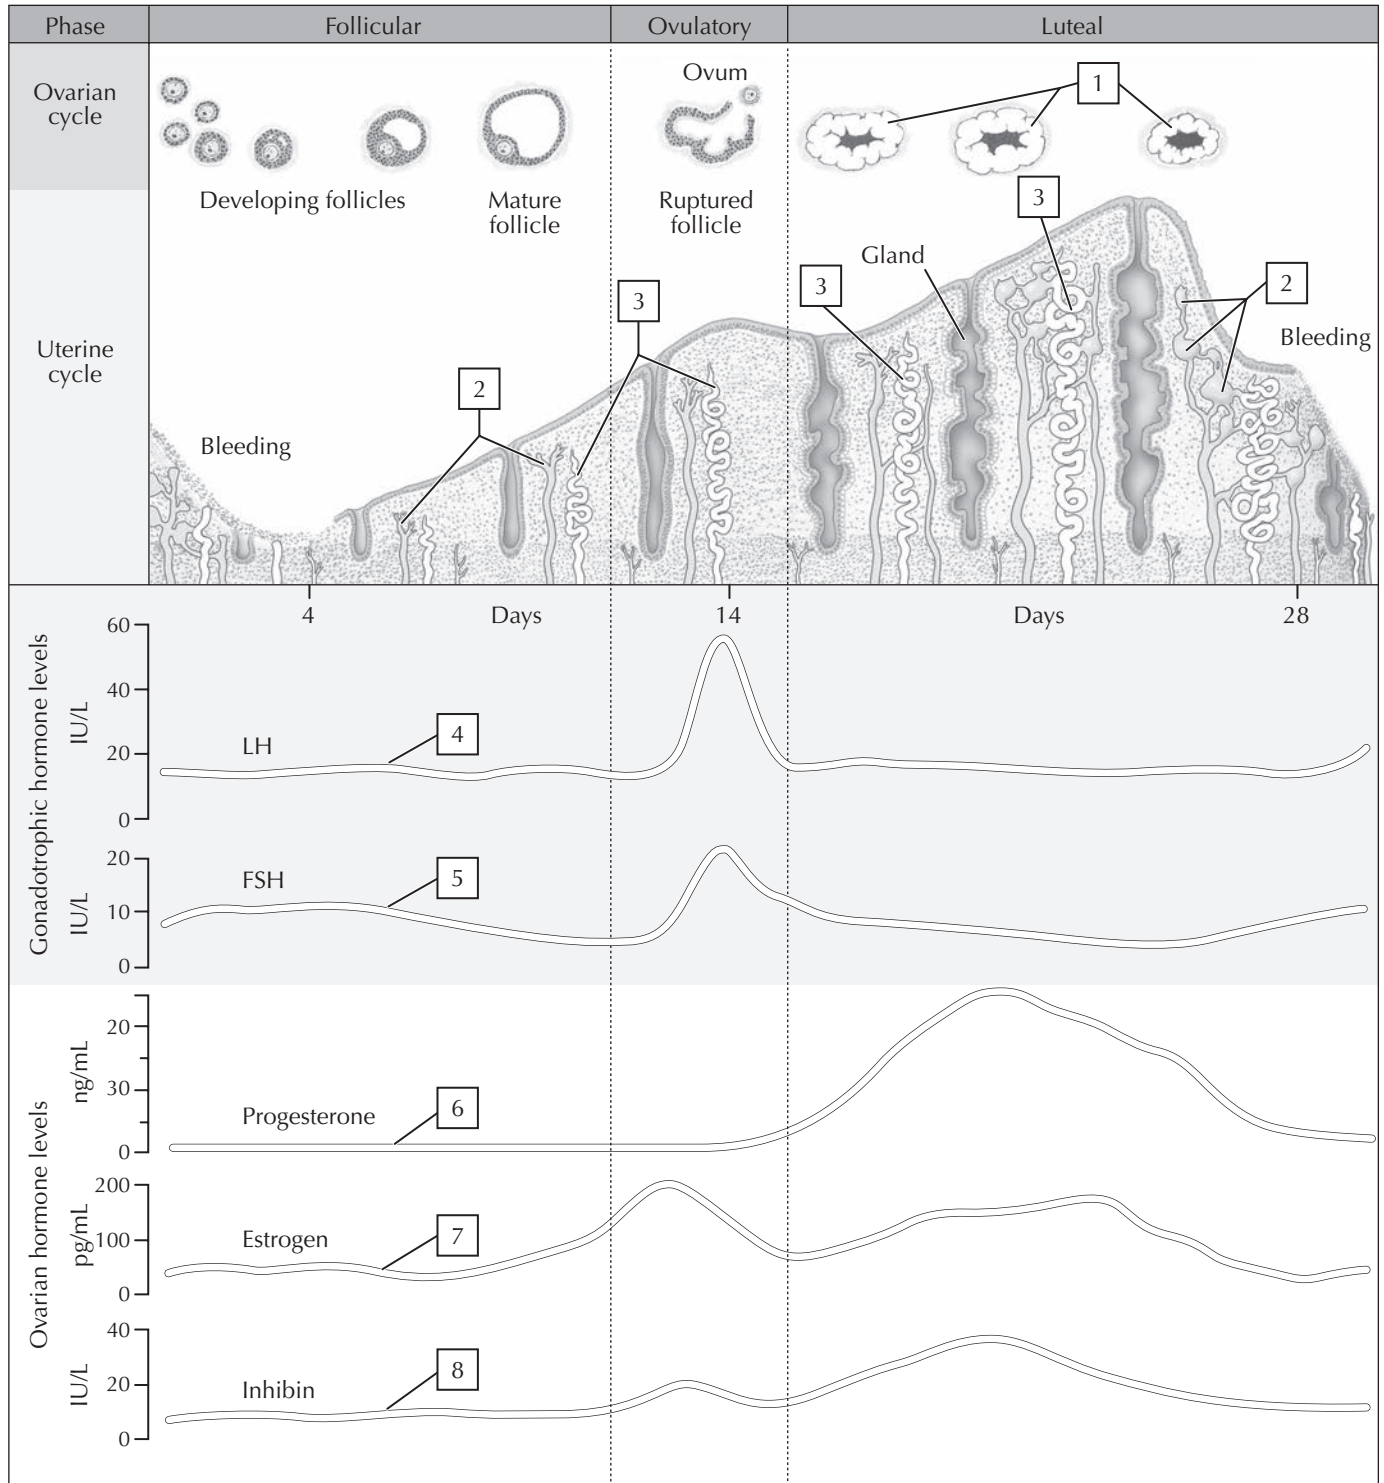 Phase
Follicular
Ovulatory
Luteal
Ovarian
cycle
Ovum
1
Developing follicles
Mature
follicle
Ruptured
follicle
3
Gland
3
3
2
Bleeding
Uterine
cycle
2
Bleeding
4
Days
14
Days
28
Gonadotrophic hormone levels
IU/L
60
40
20
0
LH
4
IU/L
20
10
0
FSH
5
Ovarian hormone levels
ng/mL
20
30
0
Progesterone
6
pg/mL
200
100
0
Estrogen
7
IU/L
40
20
0
Inhibin
8